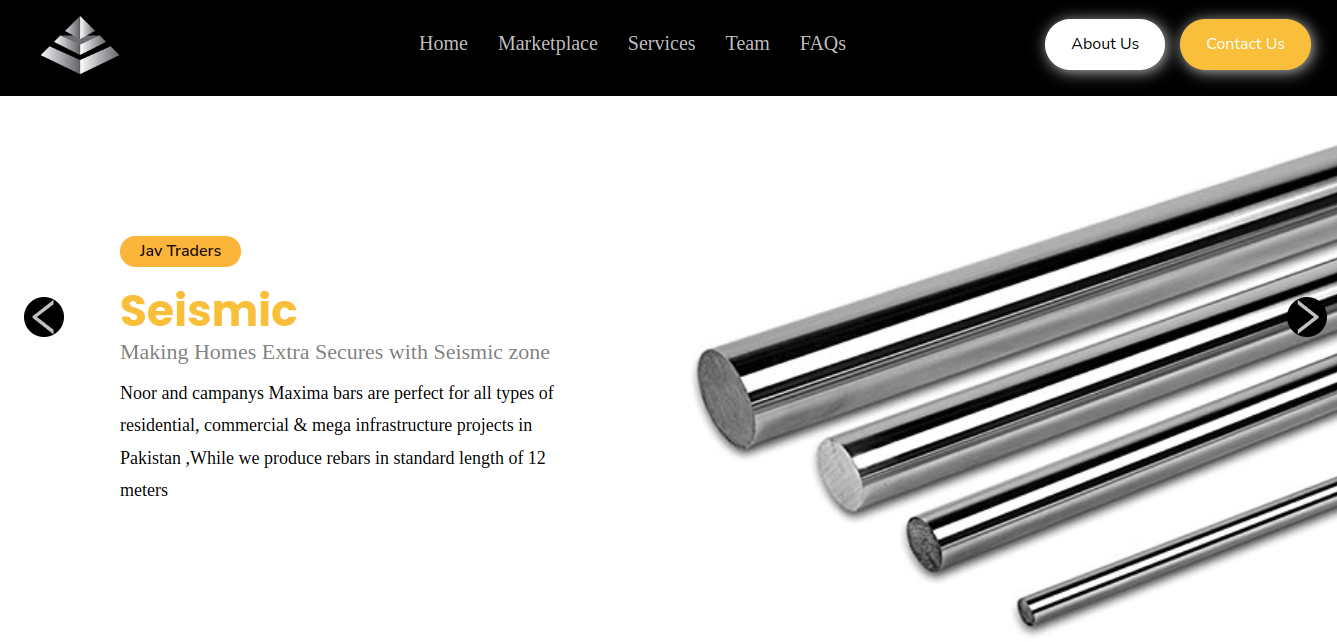 Home Marketplace Services Team FAQs About Us Contact Us
Jav Traders
Seismic
Making Homes Extra Secures with Seismic zone
Noor and campanys Maxima bars are perfect for all types of
residential, commercial & mega infrastructure projects in
Pakistan ,While we produce rebars in standard length of 12
meters